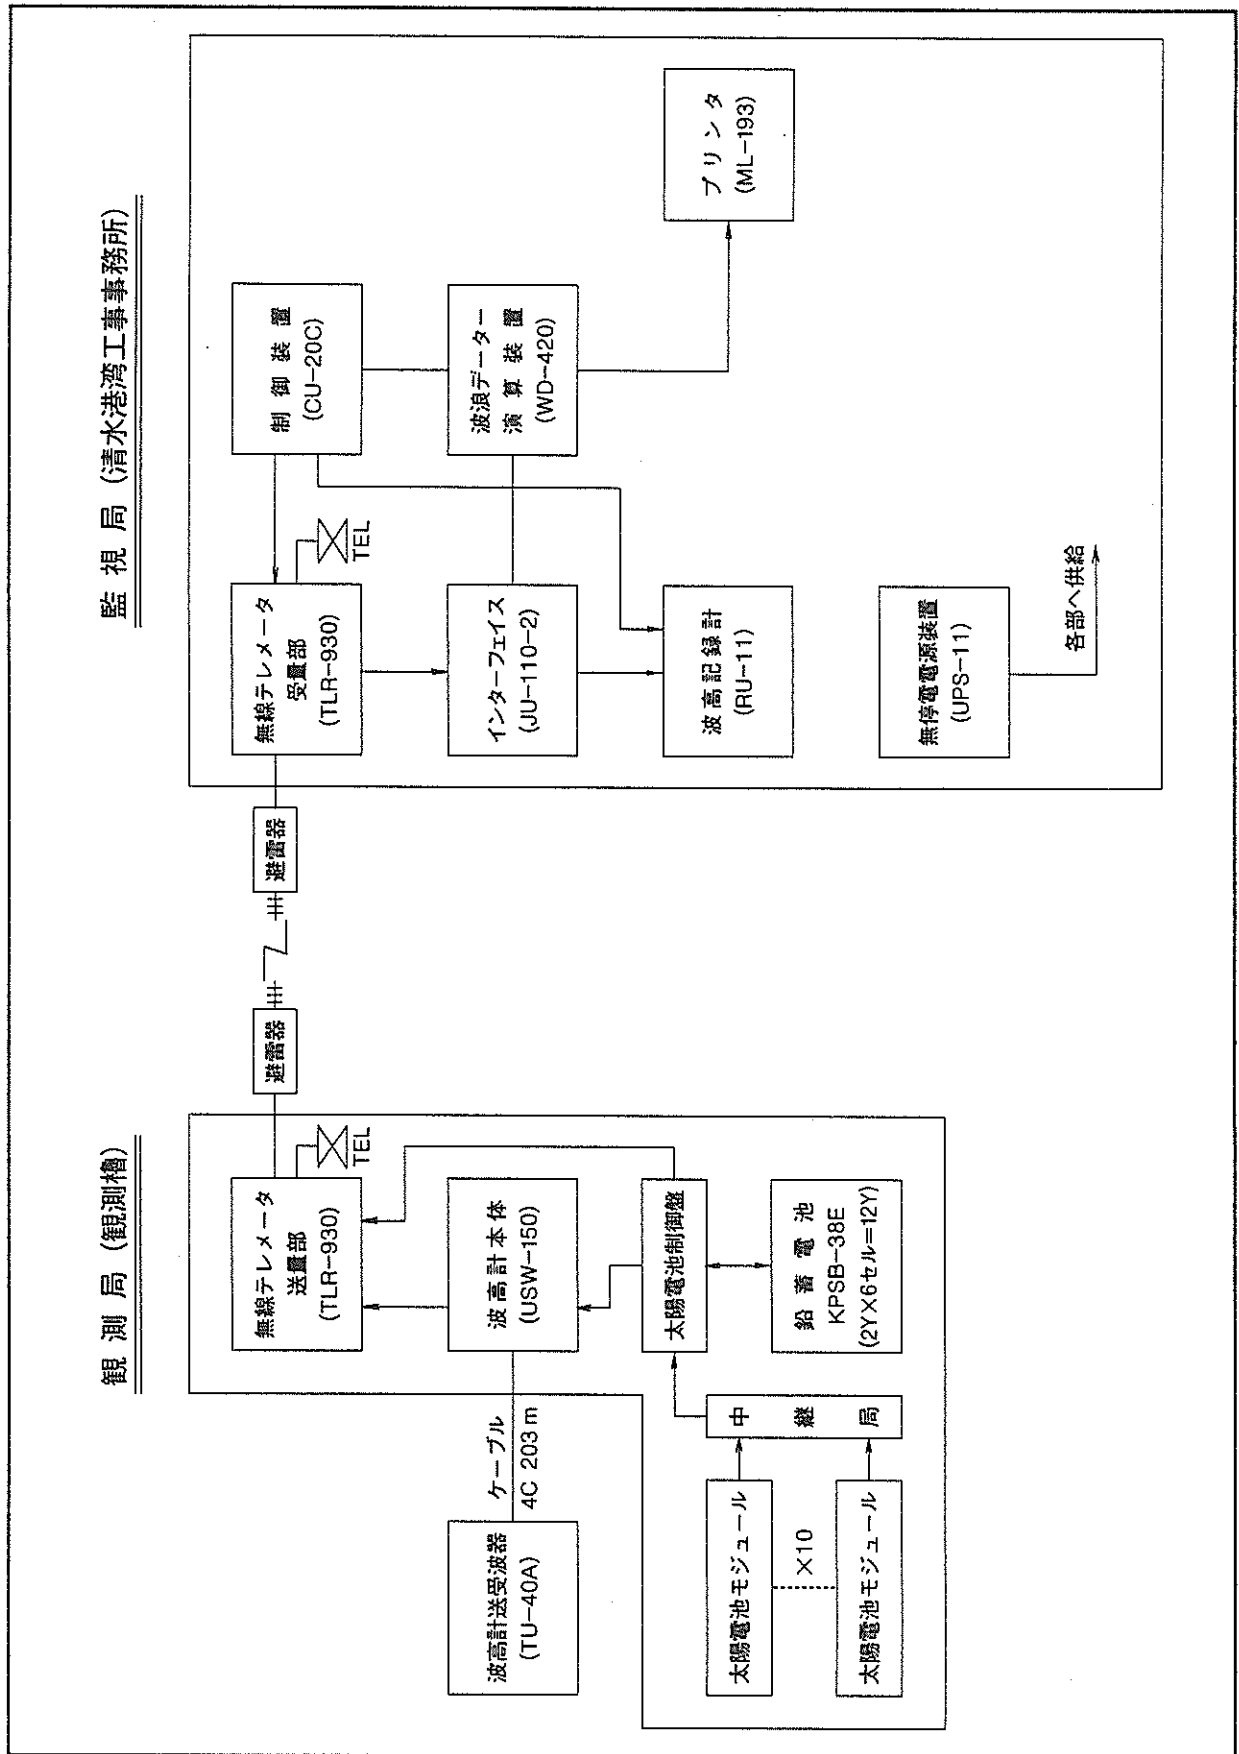 観測局 (観測櫓)
監視局 (清水港湾工事事務所)
無線テレメータ
送量部
(TLR-930)
TEL
避雷器
避雷器
無線テレメータ
受量部
(TLR-930)
TEL
制御装置
(CU-20C)
波高計送受波器
(TU-40A)
ケーブル
4C 203m
波高計本体
(USW-150)
インターフェイス
(JU-110-2)
波浪データー
演算装置
(WD-420)
太陽電池制御盤
波高記録計
(RU-11)
プリンタ
(ML-193)
太陽電池モジュール
×10
太陽電池モジュール
中継局
鉛蓄電池
KPSB-38E
(2Y×6セル=12Y)
無停電電源装置
(UPS-11)
各部へ供給